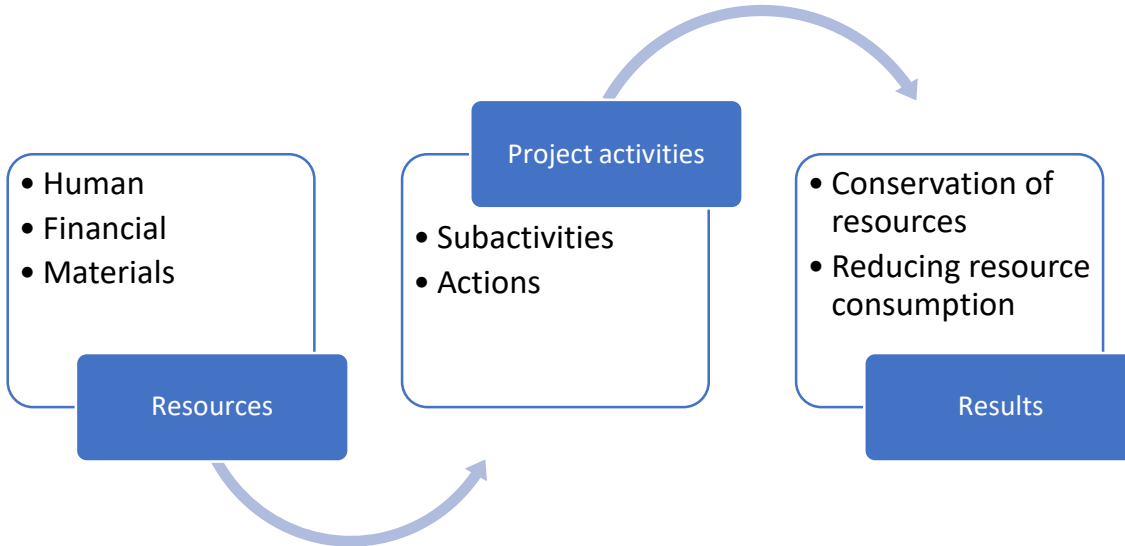 • Human
• Financial
• Materials
Resources
Project activities
• Subactivities
• Actions
• Conservation of
resources
• Reducing resource
consumption
Results